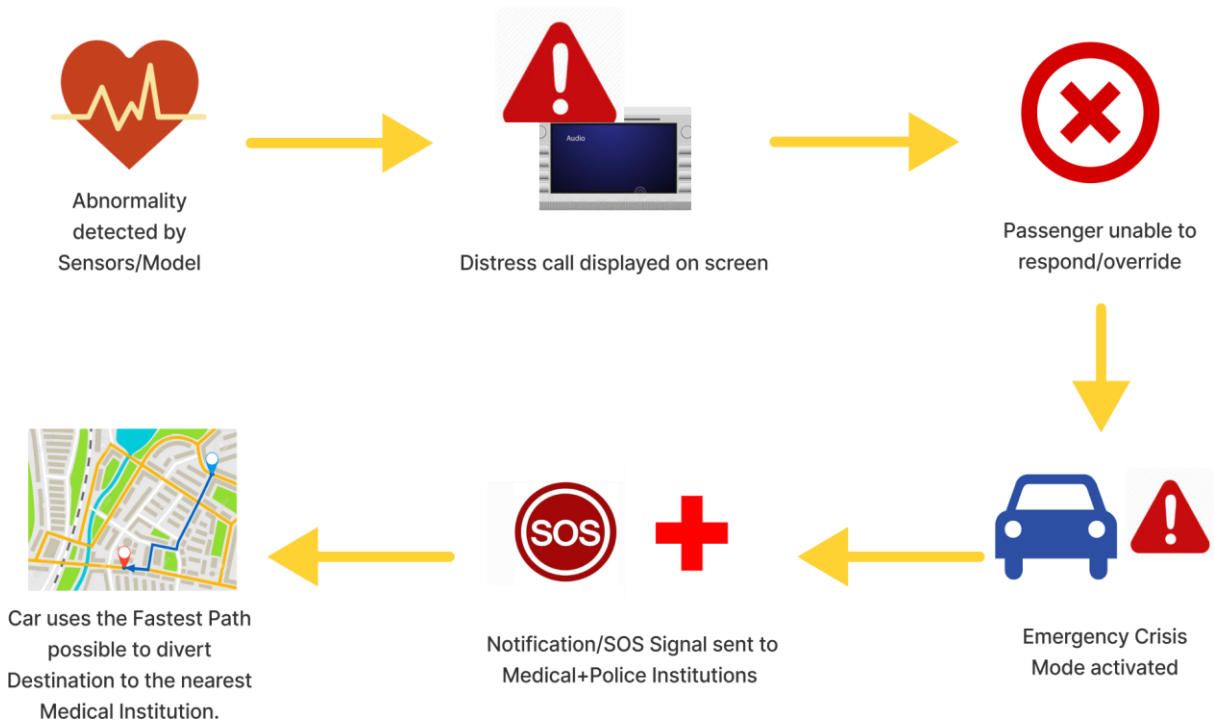 Abnormality
detected by
Sensors/Model
Audio
Distress call displayed on screen
Passenger unable to
respond/override
Emergency Crisis
Mode activated
SOS
Notification/SOS Signal sent to
Medical+Police Institutions
Car uses the Fastest Path
possible to divert
Destination to the nearest
Medical Institution.